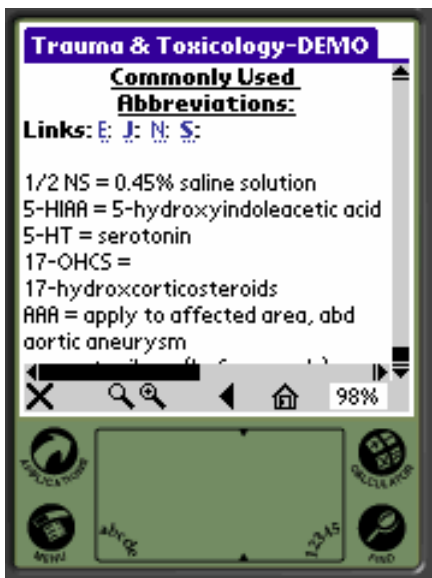 Trauma & Toxicology-DEMO
Commonly Used
Abbreviations:
Links: E: J: N: S:
1/2 NS = 0.45% saline solution
5-HIAA = 5-hydroxyindoleacetic acid
5-HT = serotonin
17-OHCS =
17-hydroxcorticosteroids
AAA = apply to affected area, abd
aortic aneurysm
98%
APPLICATIONS
CALCULATOR
MENU
abcde
12345
FIND